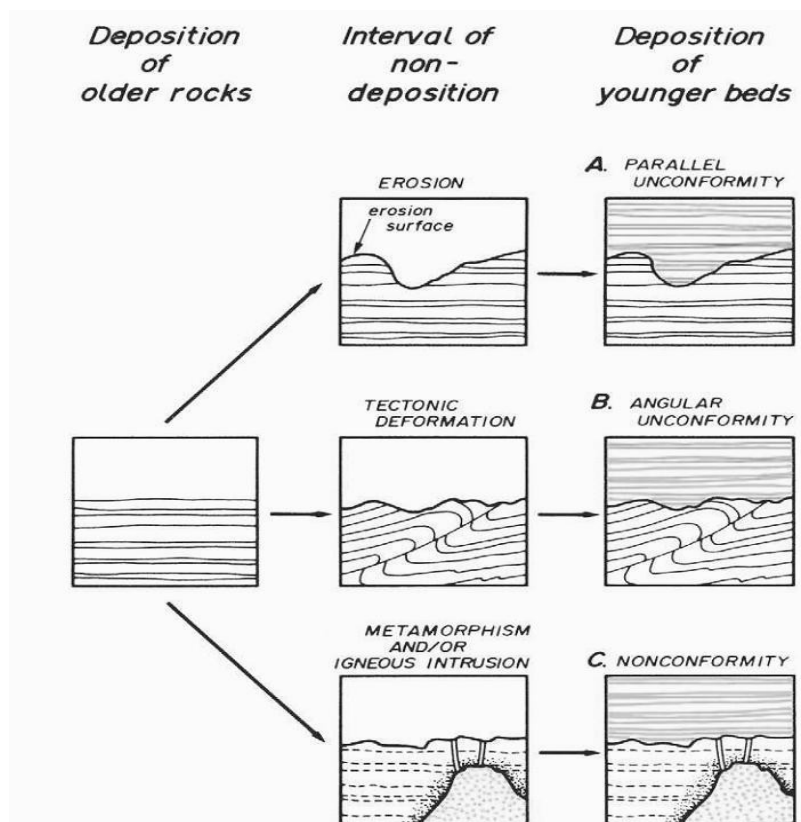 Deposition
of
older rocks
Interval of
non-
deposition
Deposition
of
younger beds
EROSION
erosion
surface
A. PARALLEL
UNCONFORMITY
TECTONIC
DEFORMATION
B. ANGULAR
UNCONFORMITY
METAMORPHISM
AND/OR
IGNEOUS INTRUSION
C. NONCONFORMITY